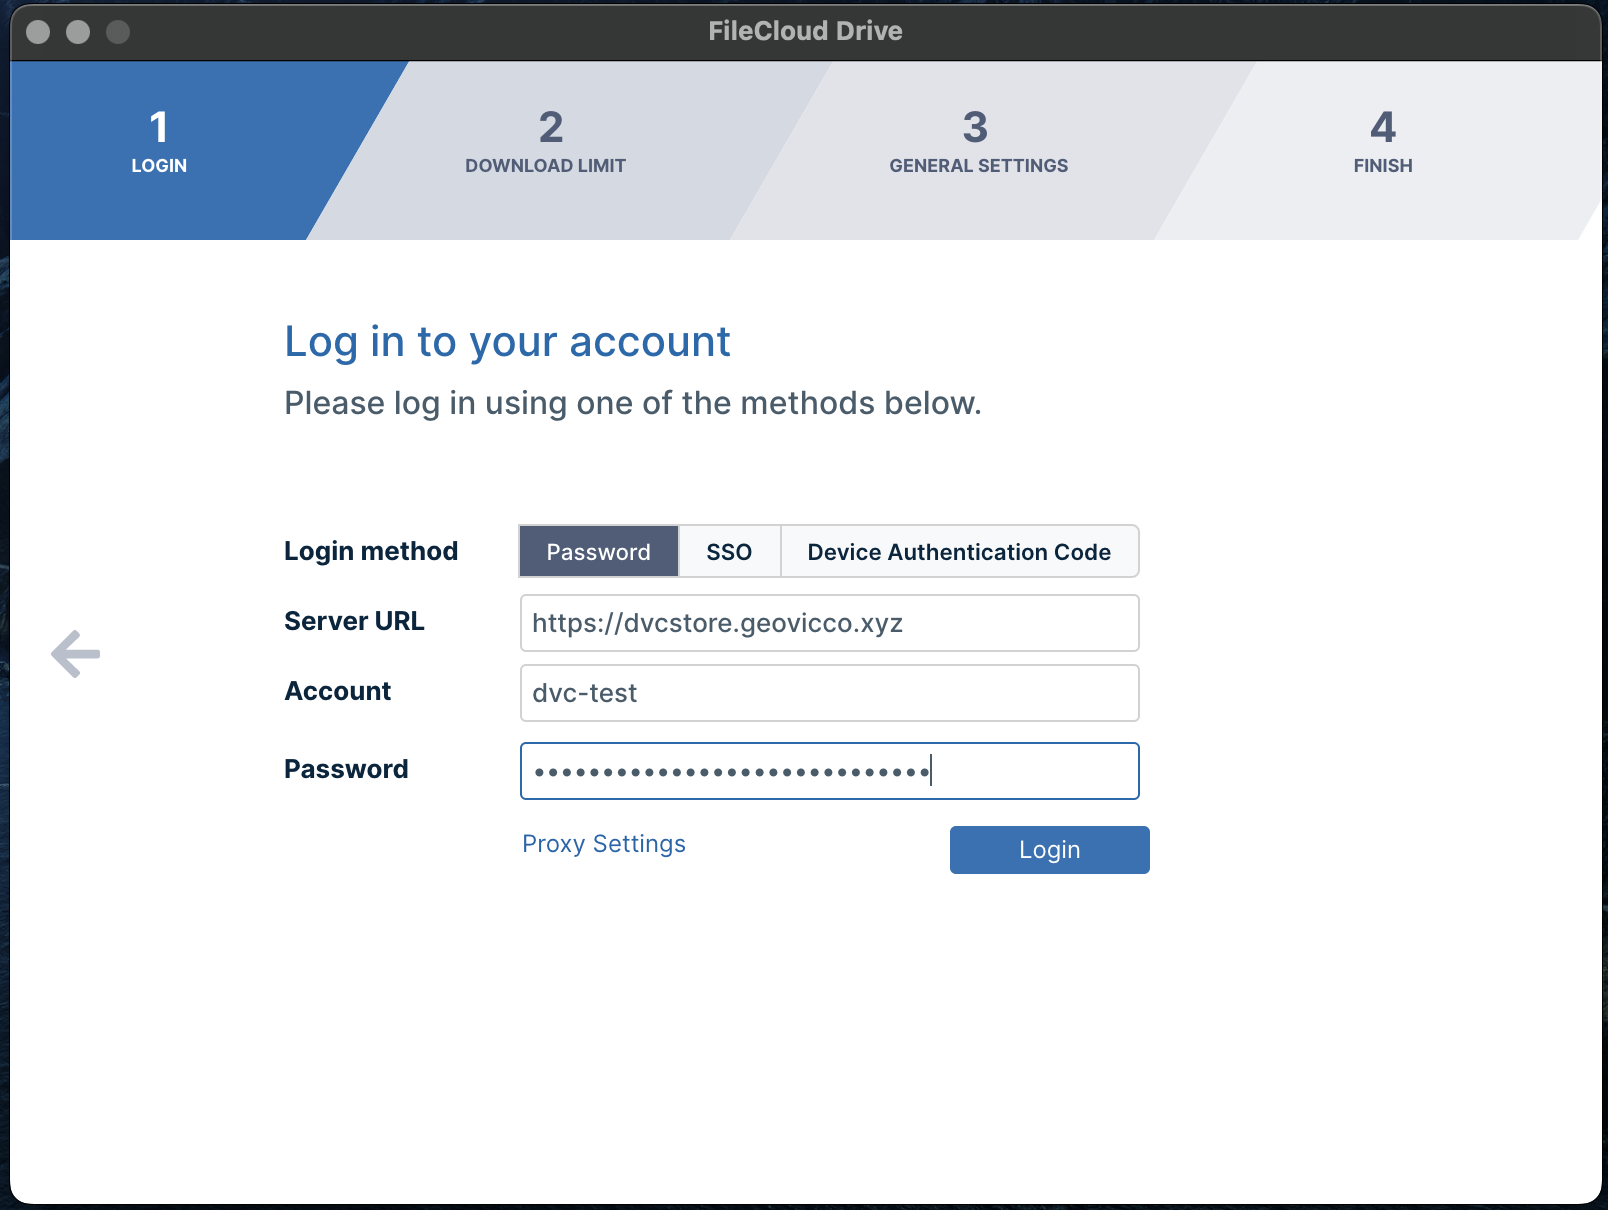 FileCloud Drive
1
LOGIN
2
DOWNLOAD LIMIT
3
GENERAL SETTINGS
4
FINISH
Log in to your account
Please log in using one of the methods below.
Login method Password SSO Device Authentication Code
Server URL https://dvcstore.geovicco.xyz
Account dvc-test
Password •••••••••••••••••••••••••••••
Proxy Settings Login